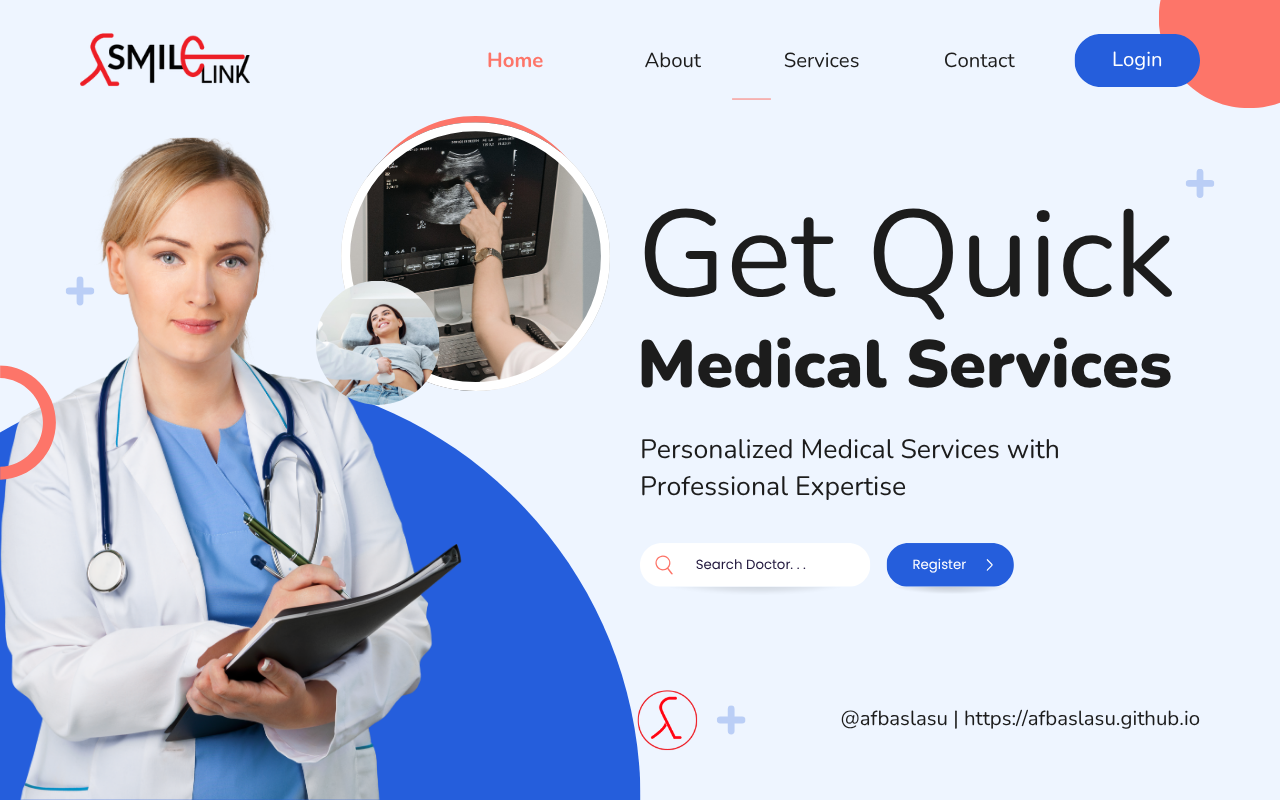 SMILE LINK
Home About Services Contact Login
Get Quick
Medical Services
Personalized Medical Services with
Professional Expertise
Search Doctor. . . Register
@afbaslasu | https://afbaslasu.github.io